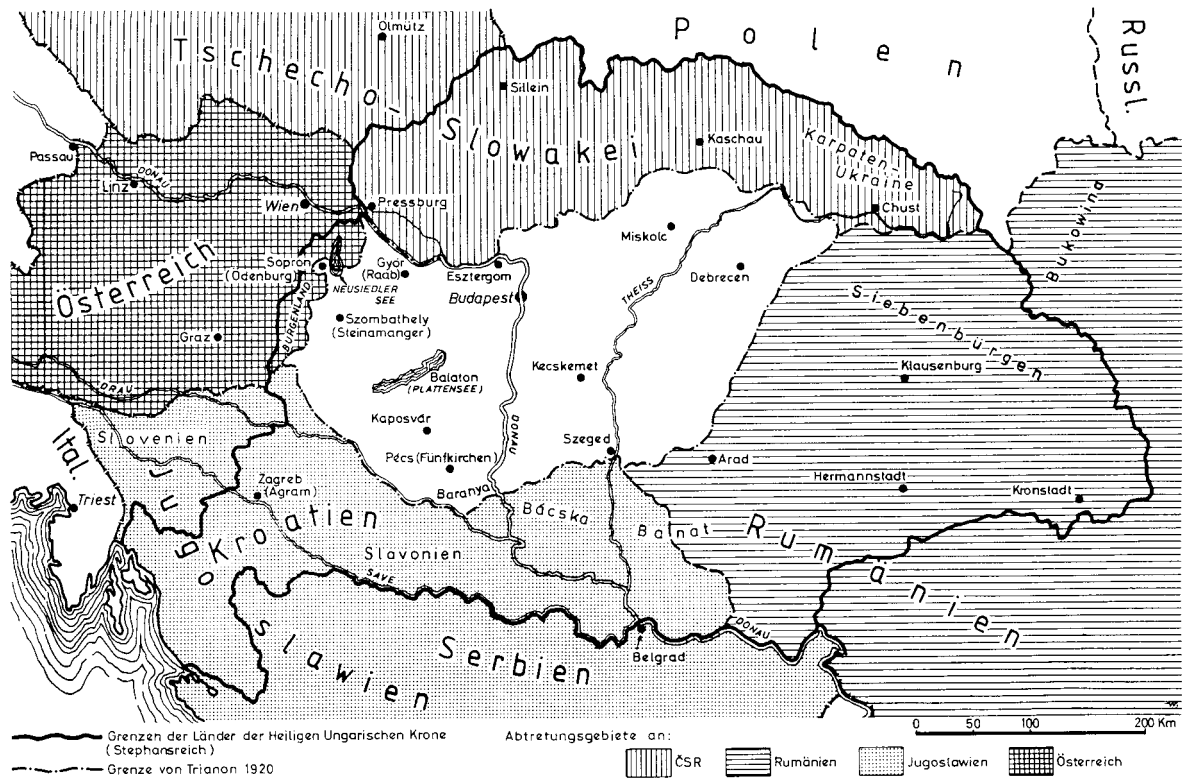 Olmütz
Tschecho-
Slowakei
Polen
Russl.
Sillein
Kaschau
Karpaten-
Ukraine
Chust
Bukowina
Passau
DONAU
Linz
Wien
Pressburg
Miskolc
Österreich
Sopron
(Ödenburg)
Györ
(Raab)
Esztergom
NEUSIEDLER
SEE
Budapest
THEISS
Debrecen
Siebenbürgen
BURGENLAND
Szombathely
(Steinamanger)
Graz
Klausenburg
Balaton
(PLATTENSEE)
Kecskemet
DRAU
Kaposvár
DONAU
Ital.
Slovenien
Szeged
Arad
Pécs (Fünfkirchen)
Hermannstadt
Kronstadt
Triest
Zagreb
(Agram)
Baranya
Bácska
Banat
Rumänien
Jugo
slawien
Kroatien
Slavonien
SAVE
Serbien
Belgrad
DONAU
Grenzen der Länder der Heiligen Ungarischen Krone
(Stephansreich)
Grenze von Trianon 1920
Abtretungsgebiete an:
ČSR
Rumänien
Jugoslawien
Österreich
0 50 100 200 Km